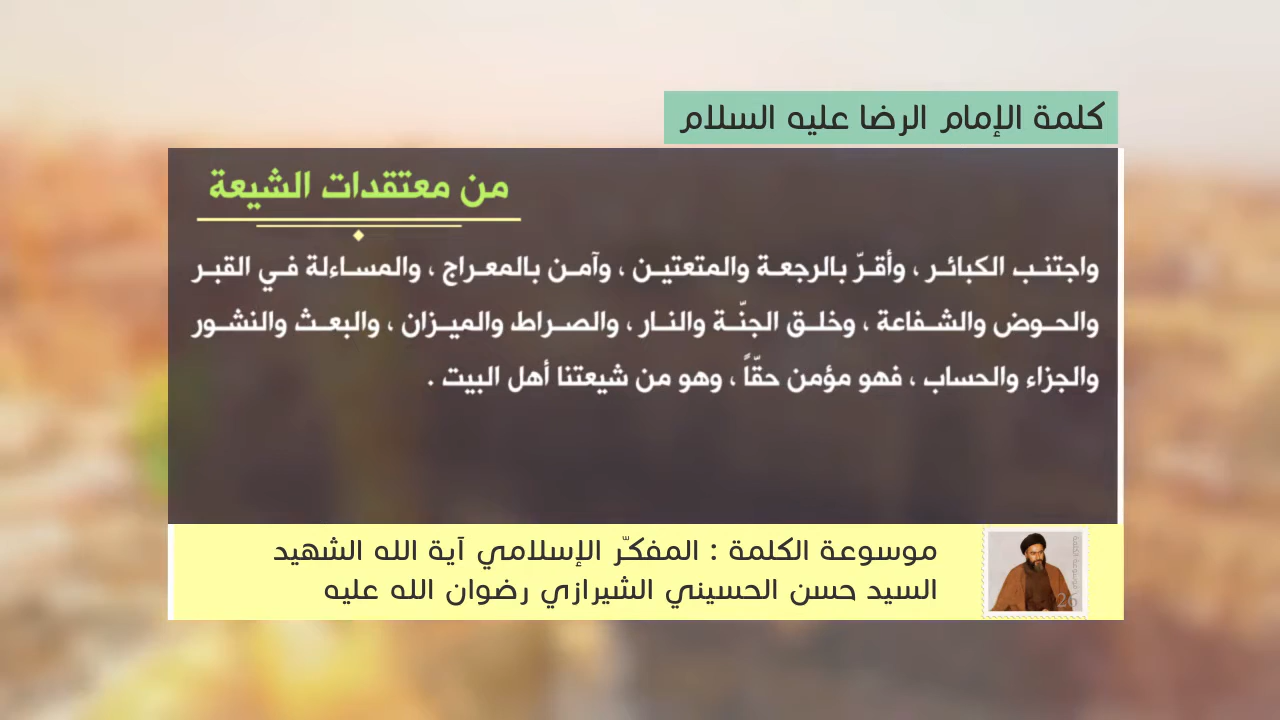 كلمة الإمام الرضا عليه السلام
من معتقدات الشيعة
واجتنب الكبائر ، وأقرّ بالرجعة والمتعتين ، وآمن بالمعراج ، والمساءلة في القبر
والحوض والشفاعة ، وخلق الجنّة والنار ، والصراط والميزان ، والبعث والنشور
والجزاء والحساب ، فهو مؤمن حقّاً ، وهو من شيعتنا أهل البيت .
موسوعة الكلمة : المفكّر الإسلامي آية الله الشهيد
السيد حسن الحسيني الشيرازي رضوان الله عليه
26